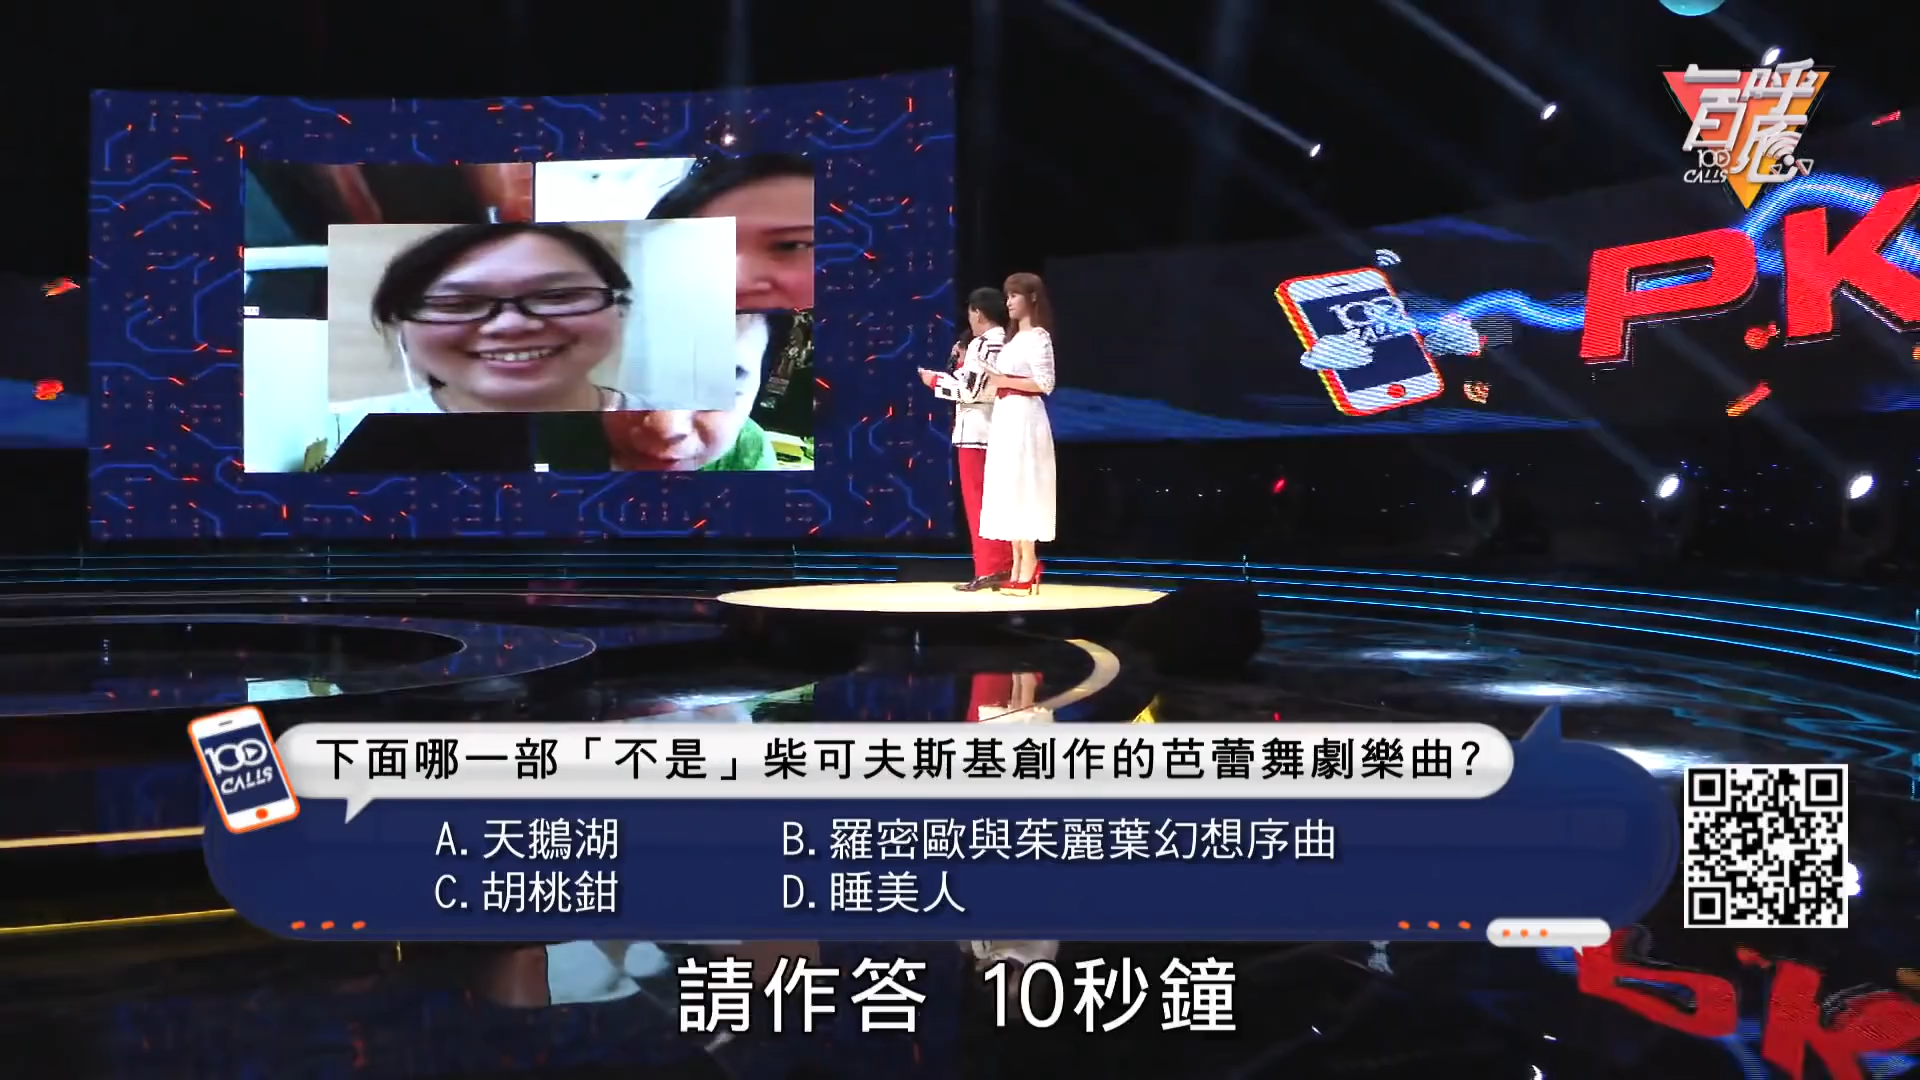 百呼百應
100
CALLS
100
CALLS
PK
100
CALLS
下面哪一部「不是」柴可夫斯基創作的芭蕾舞劇樂曲?
A. 天鵝湖
B. 羅密歐與茱麗葉幻想序曲
C. 胡桃鉗
D. 睡美人
請作答 10秒鐘